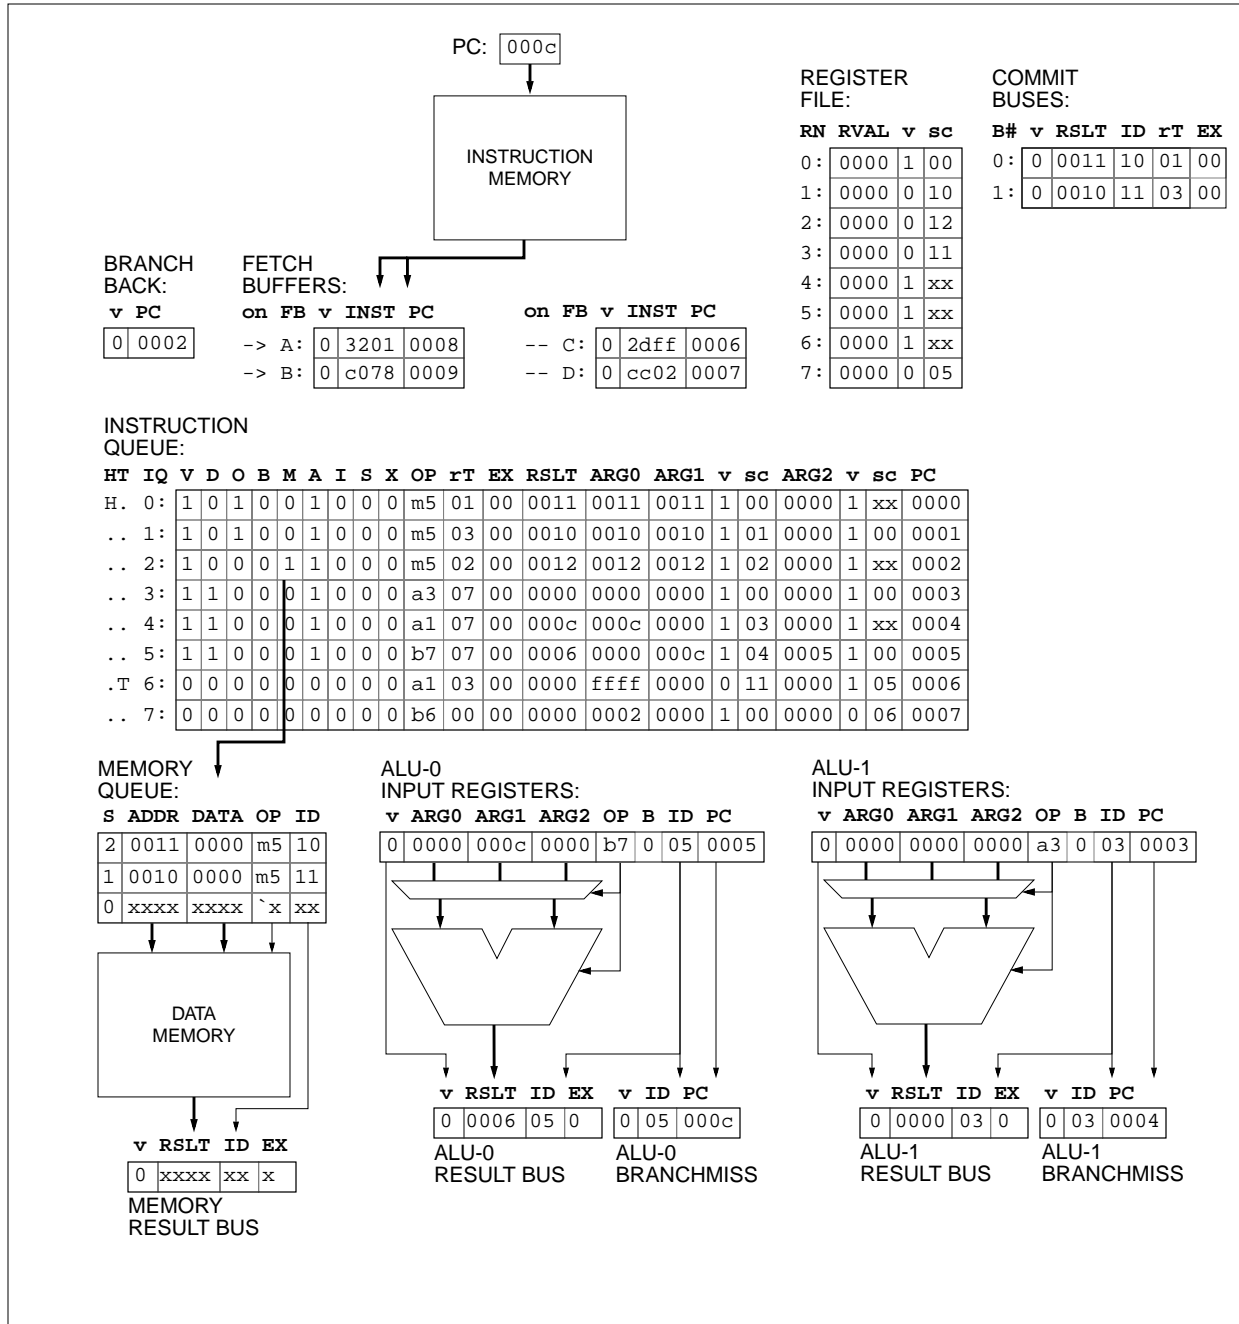 PC: 000c
INSTRUCTION
MEMORY
REGISTER
FILE:
RN RVAL v sc
0: 0000 1 00
1: 0000 0 10
2: 0000 0 12
3: 0000 0 11
4: 0000 1 xx
5: 0000 1 xx
6: 0000 1 xx
7: 0000 0 05
COMMIT
BUSES:
B# v RSLT ID rT EX
0: 0 0011 10 01 00
1: 0 0010 11 03 00
BRANCH
BACK:
v PC
0 0002
FETCH
BUFFERS:
on FB v INST PC
-> A: 0 3201 0008
-> B: 0 c078 0009
on FB v INST PC
-- C: 0 2dff 0006
-- D: 0 cc02 0007
INSTRUCTION
QUEUE:
HT IQ V D O B M A I S X OP rT EX RSLT ARG0 ARG1 v sc ARG2 v sc PC
H. 0: 1 0 1 0 0 1 0 0 0 m5 01 00 0011 0011 0011 1 00 0000 1 xx 0000
.. 1: 1 0 1 0 0 1 0 0 0 m5 03 00 0010 0010 0010 1 01 0000 1 00 0001
.. 2: 1 0 0 0 1 1 0 0 0 m5 02 00 0012 0012 0012 1 02 0000 1 xx 0002
.. 3: 1 1 0 0 0 1 0 0 0 a3 07 00 0000 0000 0000 1 00 0000 1 00 0003
.. 4: 1 1 0 0 0 1 0 0 0 a1 07 00 000c 000c 0000 1 03 0000 1 xx 0004
.. 5: 1 1 0 0 0 1 0 0 0 b7 07 00 0006 0000 000c 1 04 0005 1 00 0005
.T 6: 0 0 0 0 0 0 0 0 0 a1 03 00 0000 ffff 0000 0 11 0000 1 05 0006
.. 7: 0 0 0 0 0 0 0 0 0 b6 00 00 0000 0002 0000 1 00 0000 0 06 0007
MEMORY
QUEUE:
S ADDR DATA OP ID
2 0011 0000 m5 10
1 0010 0000 m5 11
0 xxxx xxxx `x xx
DATA
MEMORY
v RSLT ID EX
0 xxxx xx x
MEMORY
RESULT BUS
ALU-0
INPUT REGISTERS:
v ARG0 ARG1 ARG2 OP B ID PC
0 0000 000c 0000 b7 0 05 0005
v RSLT ID EX
0 0006 05 0
ALU-0
RESULT BUS
v ID PC
0 05 000c
ALU-0
BRANCHMISS
ALU-1
INPUT REGISTERS:
v ARG0 ARG1 ARG2 OP B ID PC
0 0000 0000 0000 a3 0 03 0003
v RSLT ID EX
0 0000 03 0
ALU-1
RESULT BUS
v ID PC
0 03 0004
ALU-1
BRANCHMISS